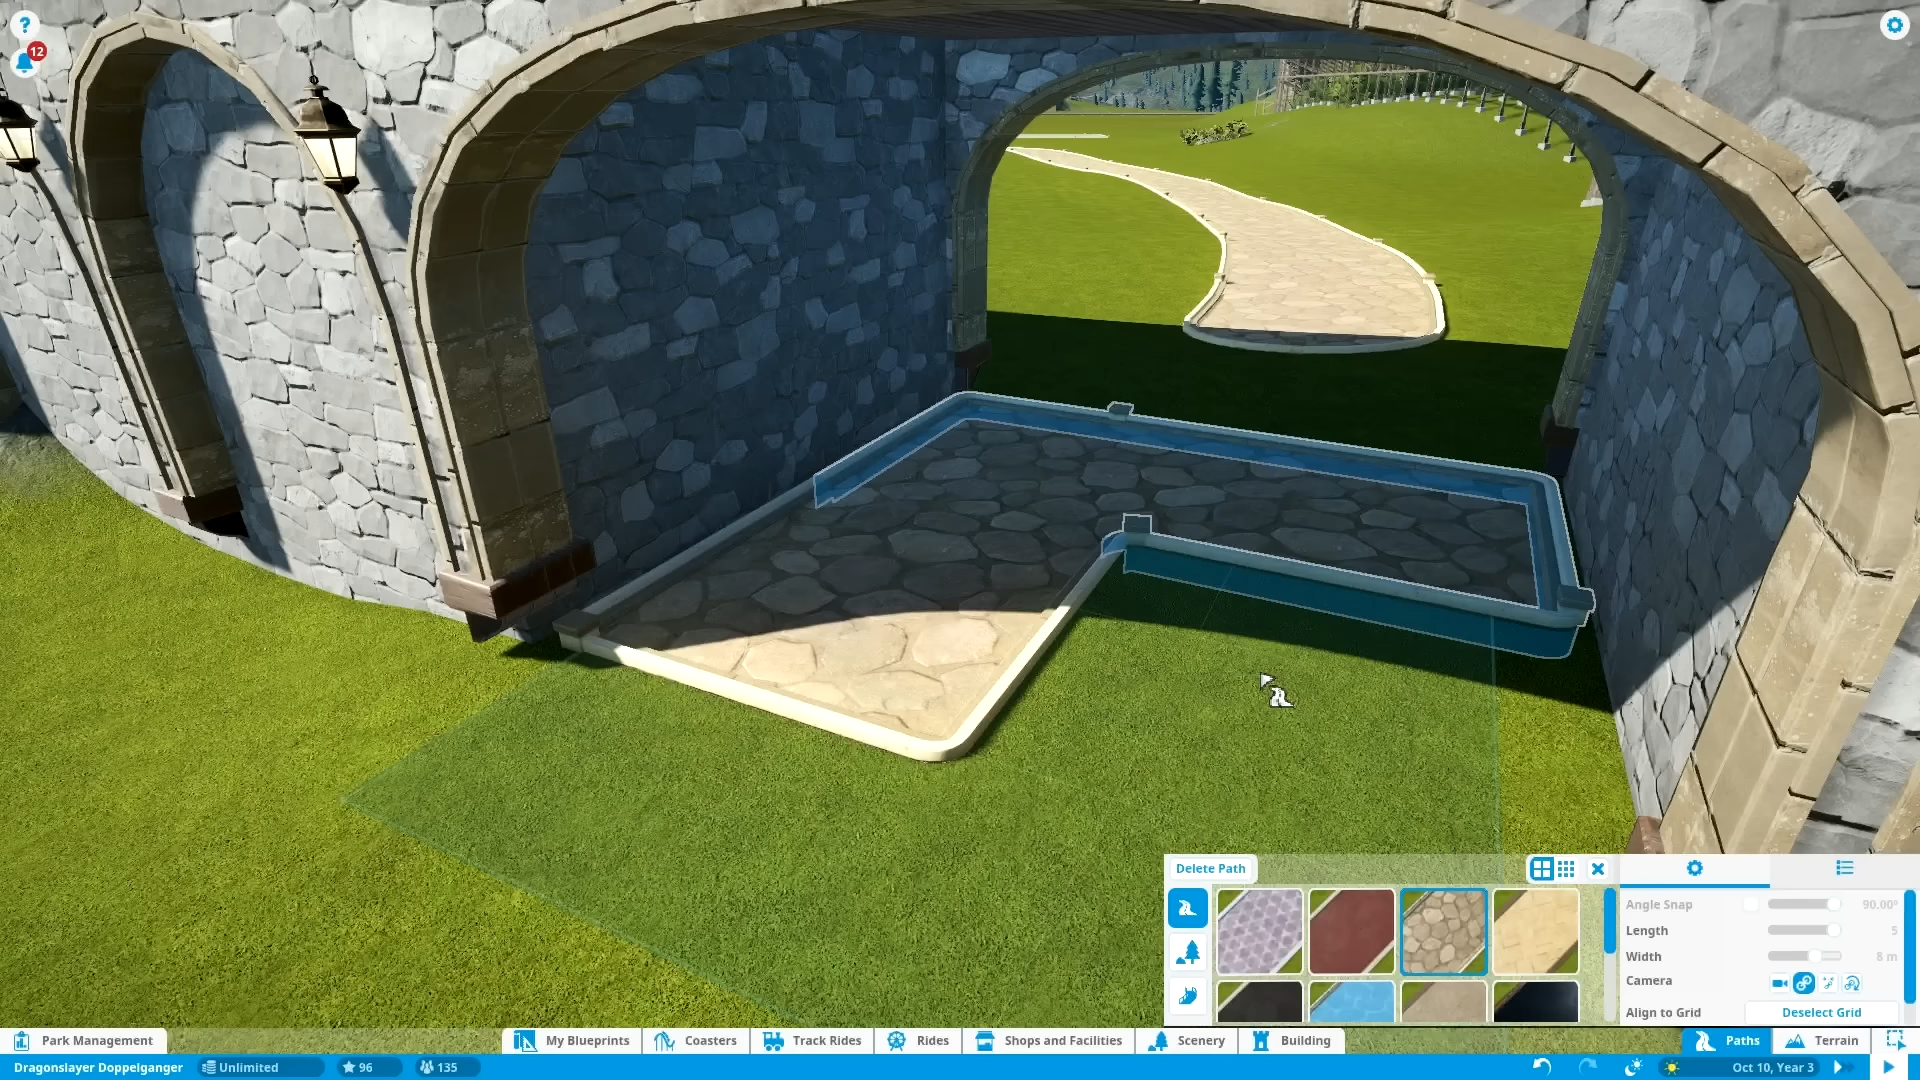 ?
12
Delete Path
Angle Snap 90.00°
Length 5
Width 8 m
Camera
Align to Grid Deselect Grid
Park Management My Blueprints Coasters Track Rides Rides Shops and Facilities Scenery Building Paths Terrain
Dragonslayer Doppelganger Unlimited 96 135 Oct 10, Year 3